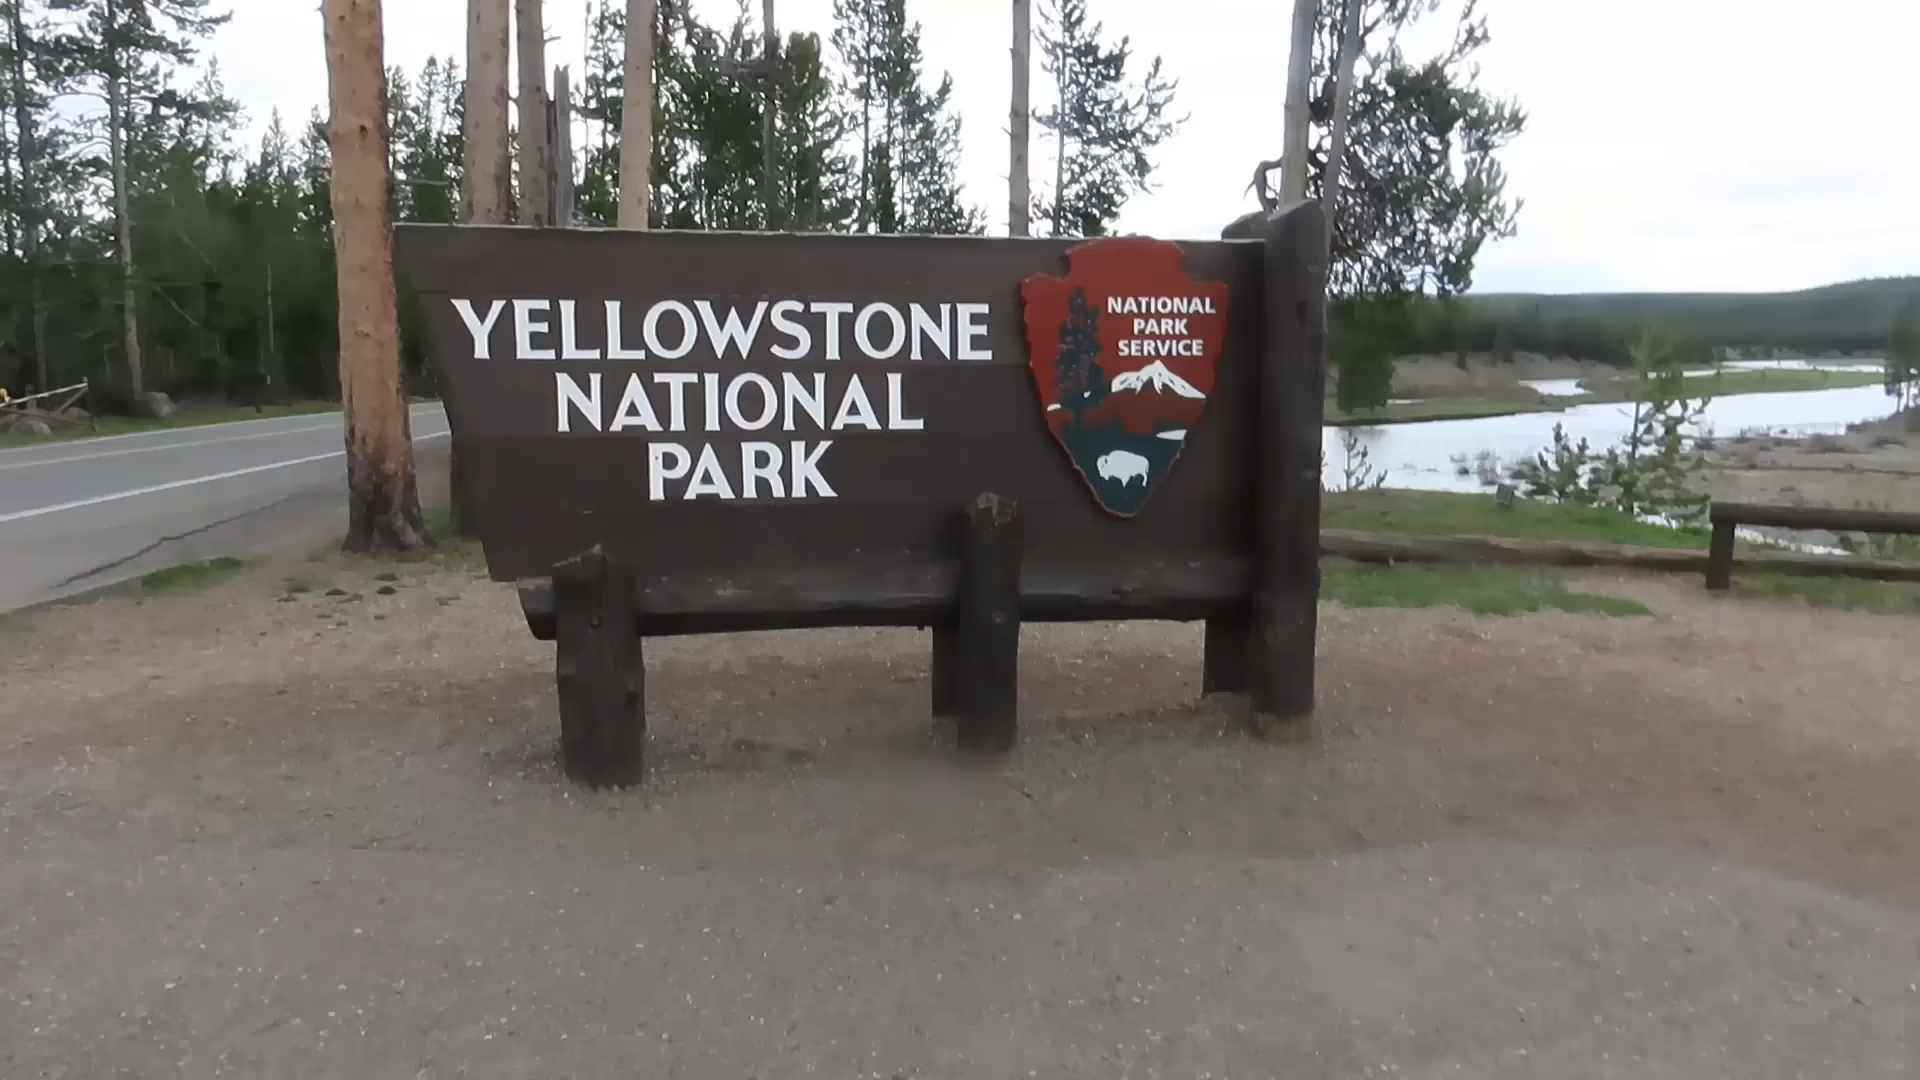 YELLOWSTONE
NATIONAL
PARK
NATIONAL
PARK
SERVICE